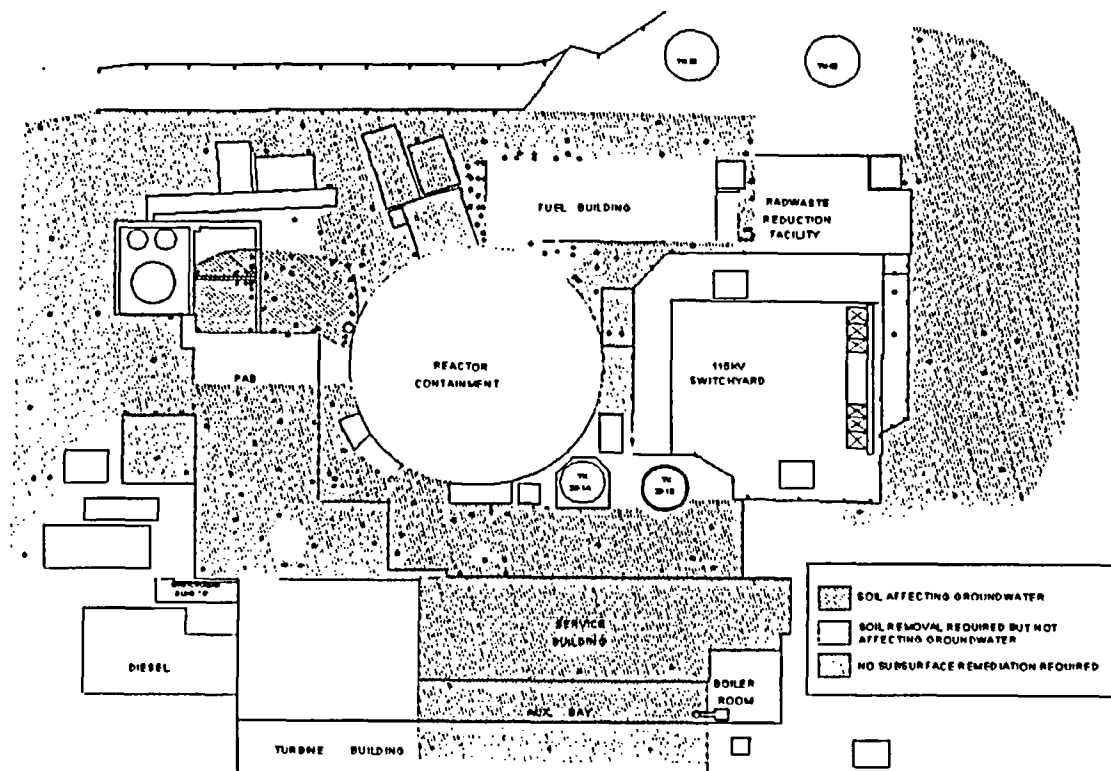 FUEL BUILDING
RADWASTE
REDUCTION
FACILITY
REACTOR
CONTAINMENT
115KV
SWITCHYARD
PAB
SOIL AFFECTING GROUNDWATER
SOIL REMOVAL REQUIRED BUT NOT
AFFECTING GROUNDWATER
NO SUBSURFACE REMEDIATION REQUIRED
SERVICE
BUILDING
DIESEL
BOILER
ROOM
AUX. BAY
TURBINE BUILDING